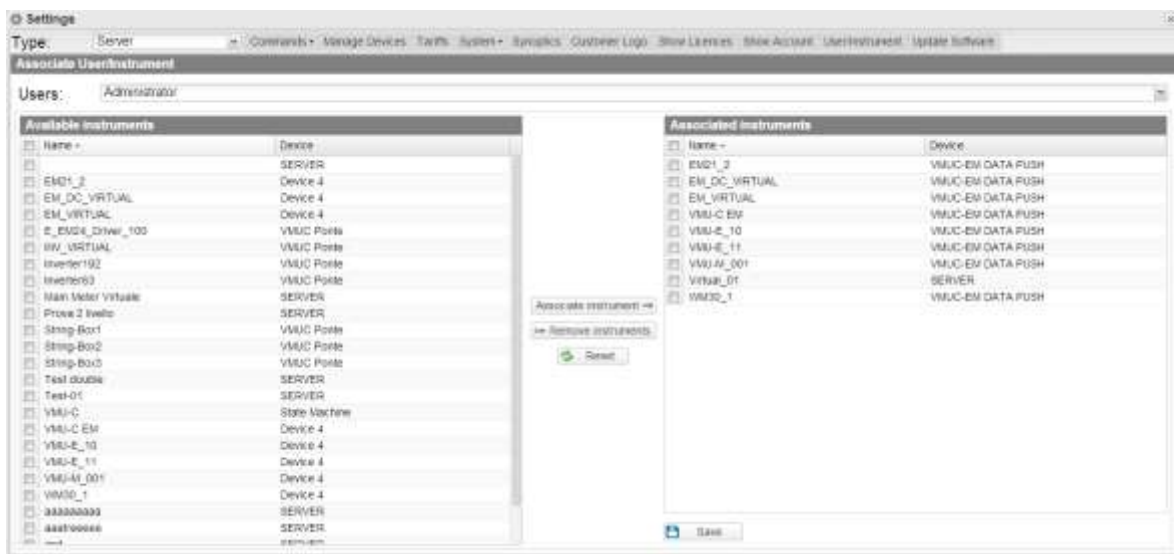 Settings
Type: Server Commands Manage Devices Tariffs System Synoptics Customer Logo Show Licences Show Account User/Instrument Update Software
Associate User/Instrument
Users: Administrator
Available instruments
Name Device
SERVER
EM21_2 Device 4
EM_DC_VIRTUAL Device 4
EM_VIRTUAL Device 4
E_EM24_Driver_100 VMUC Ponte
INV_VIRTUAL VMUC Ponte
Inverter192 VMUC Ponte
Inverter63 VMUC Ponte
Main Meter Virtuale SERVER
Prova 2 livello SERVER
String-Box1 VMUC Ponte
String-Box2 VMUC Ponte
String-Box3 VMUC Ponte
Test double SERVER
Test-01 SERVER
VMU-C State Machine
VMU-C EM Device 4
VMU-E_10 Device 4
VMU-E_11 Device 4
VMU-M_001 Device 4
WM30_1 Device 4
SERVER
SERVER
Associate instrument
Remove instruments
Reset
Associated instruments
Name Device
EM21_2 VMUC-EM DATA PUSH
EM_DC_VIRTUAL VMUC-EM DATA PUSH
EM_VIRTUAL VMUC-EM DATA PUSH
VMU-C EM VMUC-EM DATA PUSH
VMU-E_10 VMUC-EM DATA PUSH
VMU-E_11 VMUC-EM DATA PUSH
VMU-M_001 VMUC-EM DATA PUSH
Virtual_01 SERVER
WM30_1 VMUC-EM DATA PUSH
Save